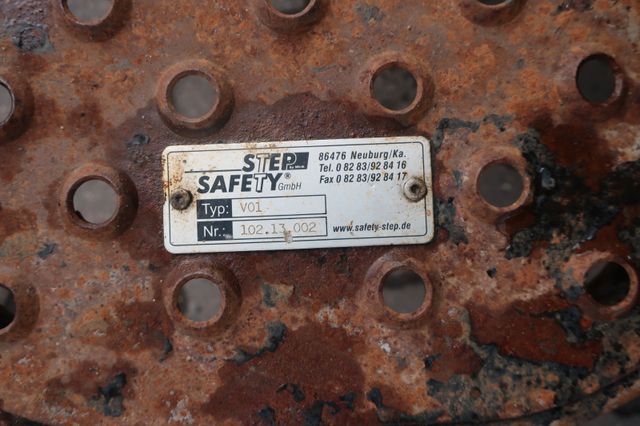 STEP
SAFETY® GmbH
86476 Neuburg/Ka.
Tel. 0 82 83/92 84 16
Fax 0 82 83/92 84 17
Typ: V01
Nr.: 102.13.002
www.safety-step.de